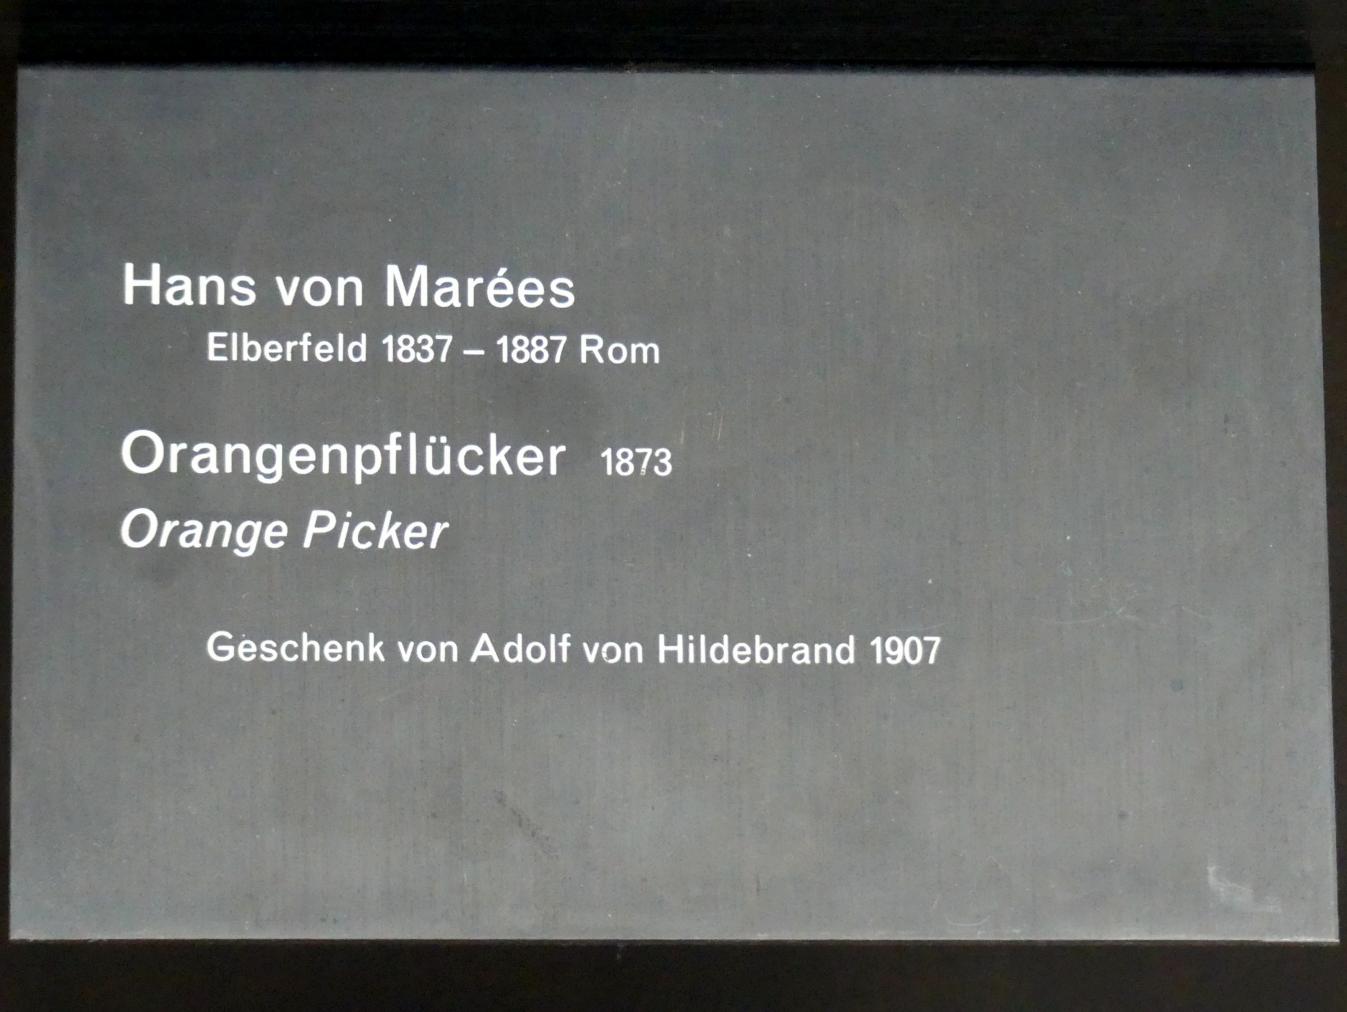 Hans von Marées
Elberfeld 1837 – 1887 Rom
Orangenpflücker 1873
Orange Picker
Geschenk von Adolf von Hildebrand 1907